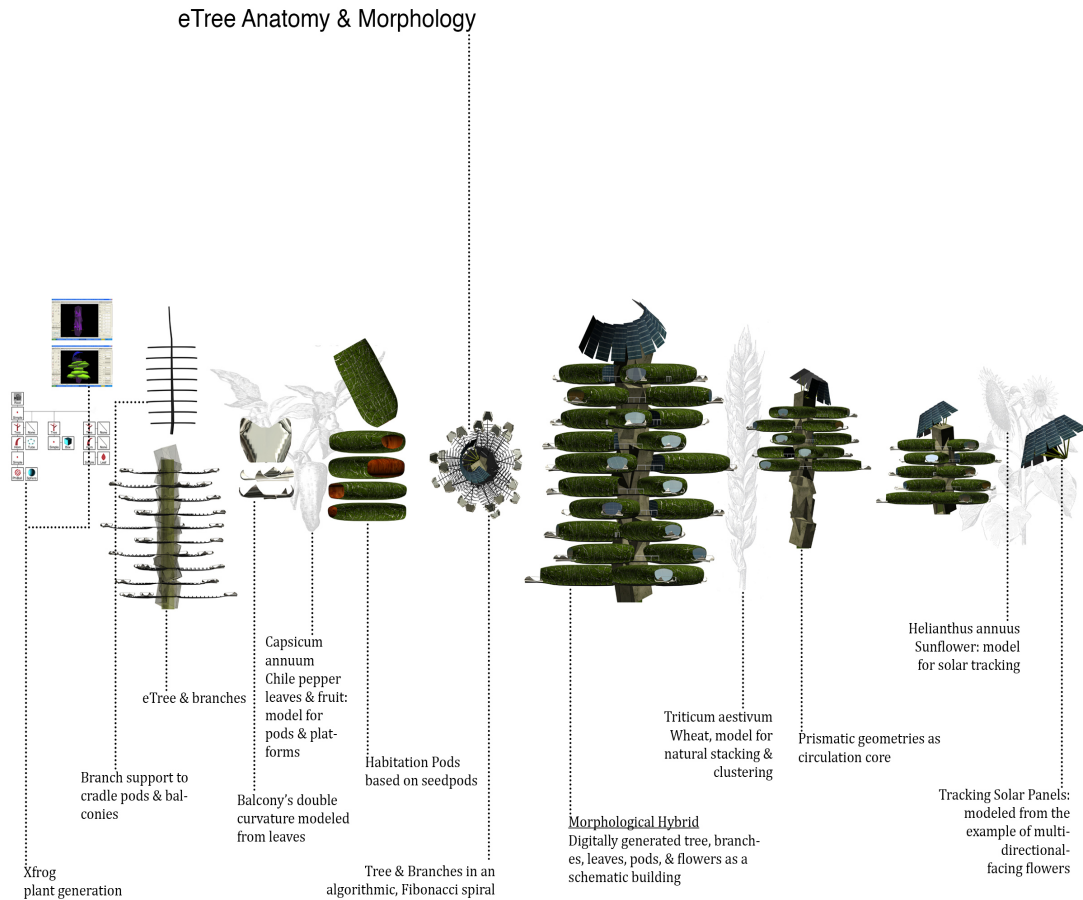 eTree Anatomy & Morphology
Helianthus annuus
Sunflower: model
for solar tracking
Capsicum
annuum
Chile pepper
leaves & fruit:
model for
pods & plat-
forms
eTree & branches
Triticum aestivum
Wheat, model for
natural stacking &
clustering
Prismatic geometries as
circulation core
Habitation Pods
based on seedpods
Branch support to
cradle pods & bal-
conies
Balcony's double
curvature modeled
from leaves
Tracking Solar Panels:
modeled from the
example of multi-
directional-
facing flowers
Morphological Hybrid
Digitally generated tree, branch-
es, leaves, pods, & flowers as a
schematic building
Xfrog
plant generation
Tree & Branches in an
algorithmic, Fibonacci spiral